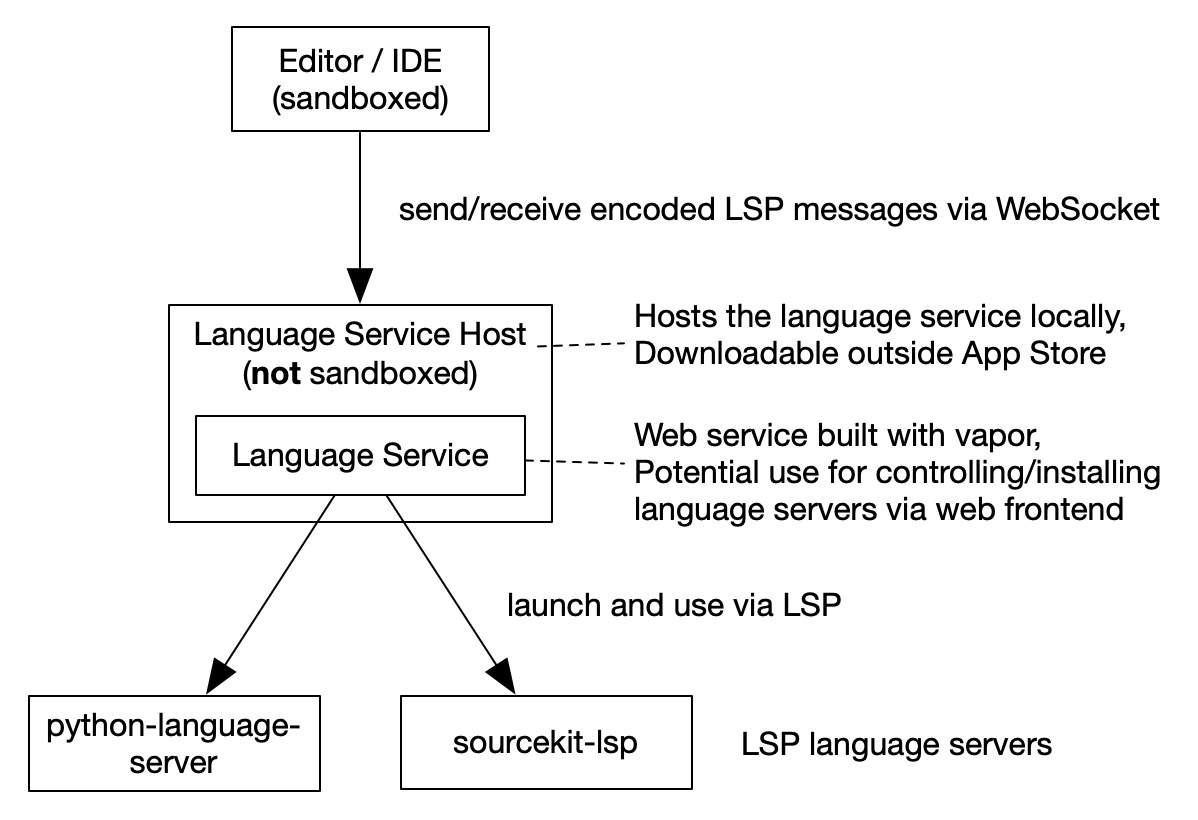 Editor / IDE
(sandboxed)
send/receive encoded LSP messages via WebSocket
Language Service Host
(not sandboxed)
Hosts the language service locally,
Downloadable outside App Store
Language Service
Web service built with vapor,
Potential use for controlling/installing
language servers via web frontend
launch and use via LSP
python-language-
server
sourcekit-lsp
LSP language servers